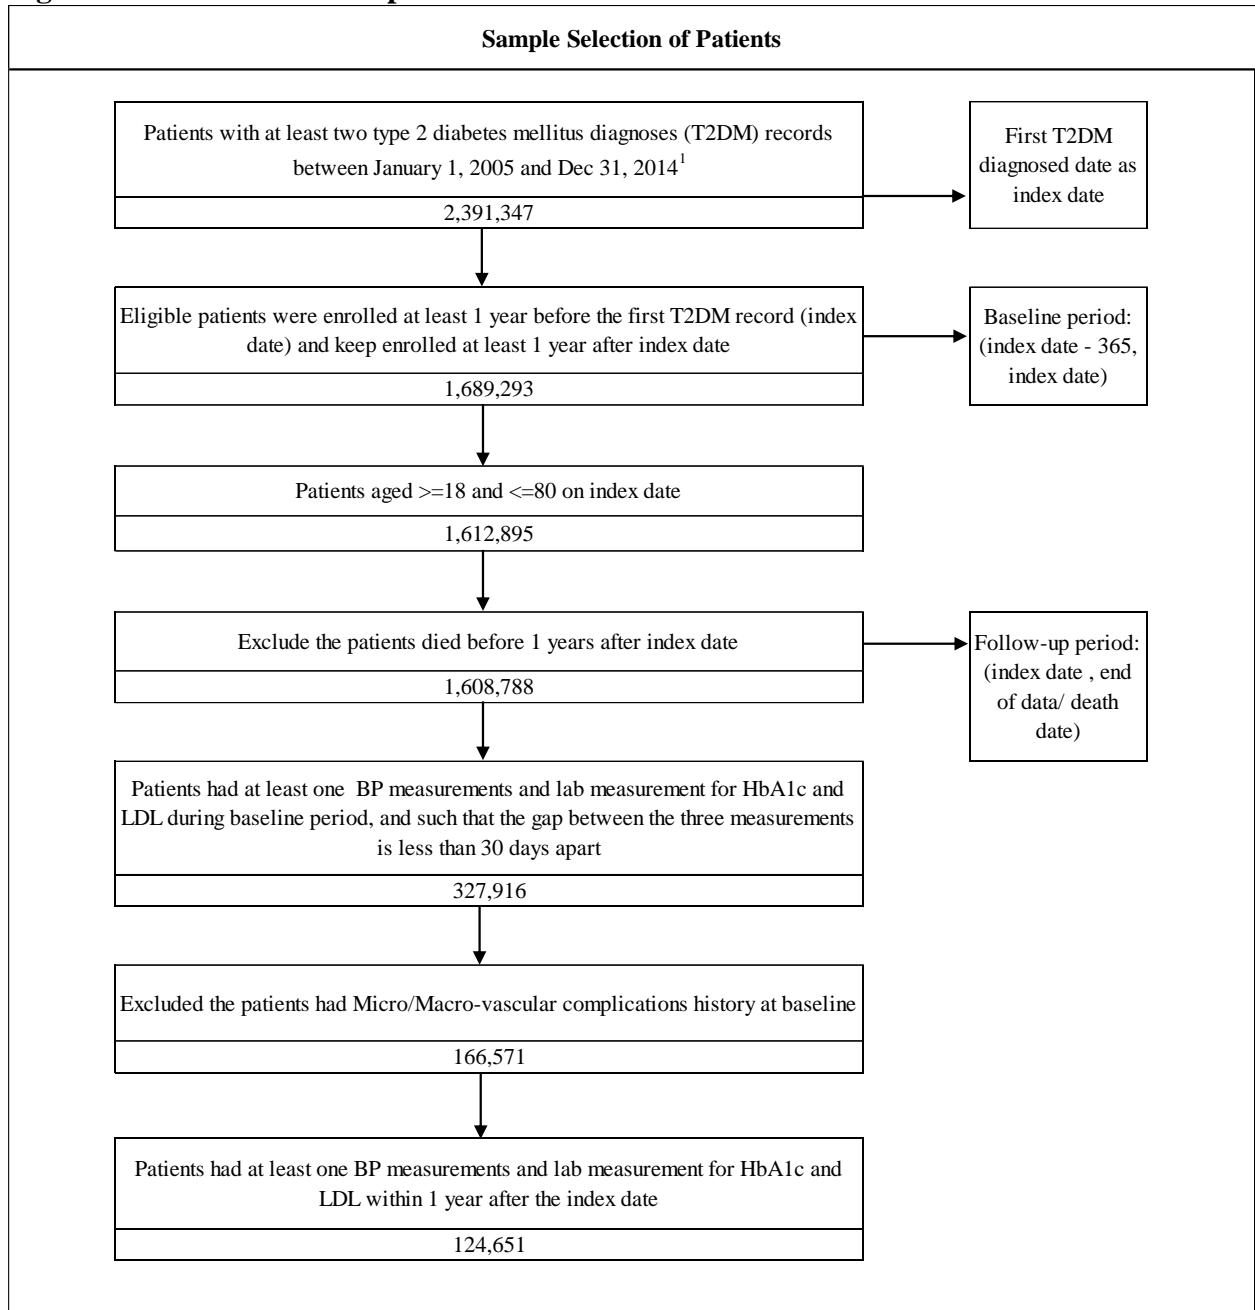 Sample Selection of Patients
Patients with at least two type 2 diabetes mellitus diagnoses (T2DM) records
between January 1, 2005 and Dec 31, 2014¹
2,391,347
First T2DM
diagnosed date as
index date
Eligible patients were enrolled at least 1 year before the first T2DM record (index
date) and keep enrolled at least 1 year after index date
1,689,293
Baseline period:
(index date - 365,
index date)
Patients aged >=18 and <=80 on index date
1,612,895
Exclude the patients died before 1 years after index date
1,608,788
Follow-up period:
(index date , end
of data/ death
date)
Patients had at least one  BP measurements and lab measurement for HbA1c and
LDL during baseline period, and such that the gap between the three measurements
is less than 30 days apart
327,916
Excluded the patients had Micro/Macro-vascular complications history at baseline
166,571
Patients had at least one BP measurements and lab measurement for HbA1c and
LDL within 1 year after the index date
124,651